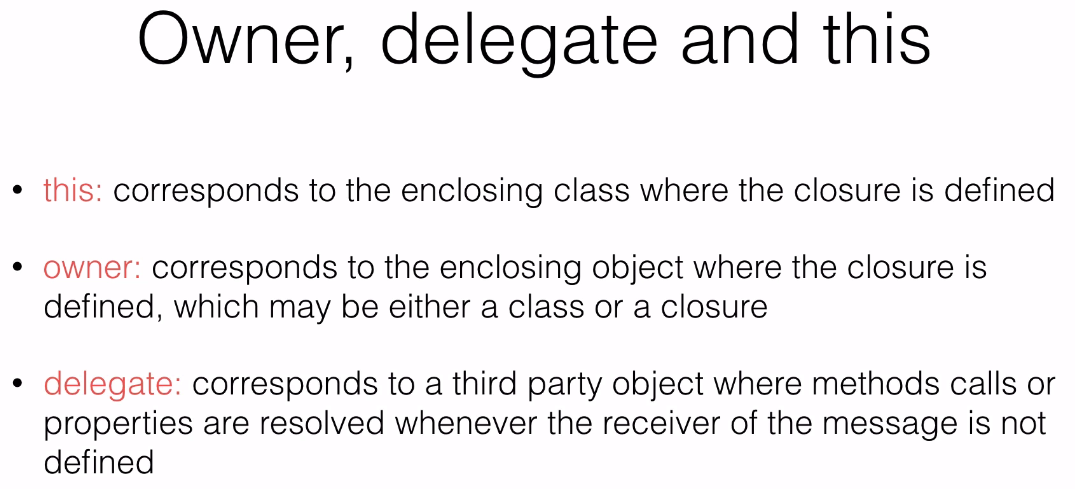 Owner, delegate and this
• this: corresponds to the enclosing class where the closure is defined
• owner: corresponds to the enclosing object where the closure is
defined, which may be either a class or a closure
• delegate: corresponds to a third party object where methods calls or
properties are resolved whenever the receiver of the message is not
defined